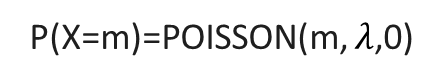 P(X=m)=POISSON(m, λ,0)